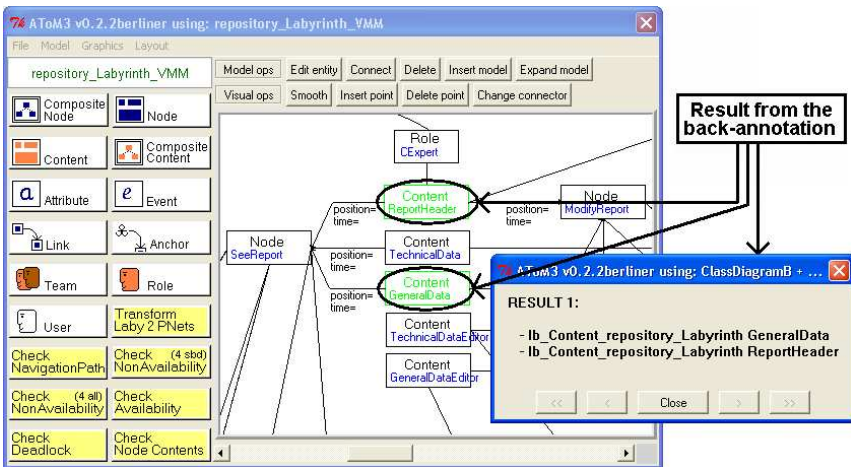 AToM3 v0.2.2berliner using: repository_Labyrinth_VMM
File Model Graphics Layout
repository_Labyrinth_VMM
Model ops Edit entity Connect Delete Insert model Expand model
Visual ops Smooth Insert point Delete point Change connector
Composite Node
Node
Content
Composite Content
a Attribute
e Event
Link
Anchor
Team
Role
User
Transform Laby 2 PNets
Check NavigationPath
Check (4 sbd) NonAvailability
Check (4 all) NonAvailability
Check Availability
Check Deadlock
Check Node Contents
Role
CExpert
Content
ReportHeader
position=
time=
position=
time=
Node
ModifyReport
Node
SeeReport
Content
TechnicalData
position=
time=
Content
GeneralData
position=
time=
Content
TechnicalDataEditor
Content
GeneralDataEditor
Result from the
back-annotation
AToM3 v0.2.2berliner using: ClassDiagramB + ...
RESULT 1:
- lb_Content_repository_Labyrinth GeneralData
- lb_Content_repository_Labyrinth ReportHeader
<< < Close > >>